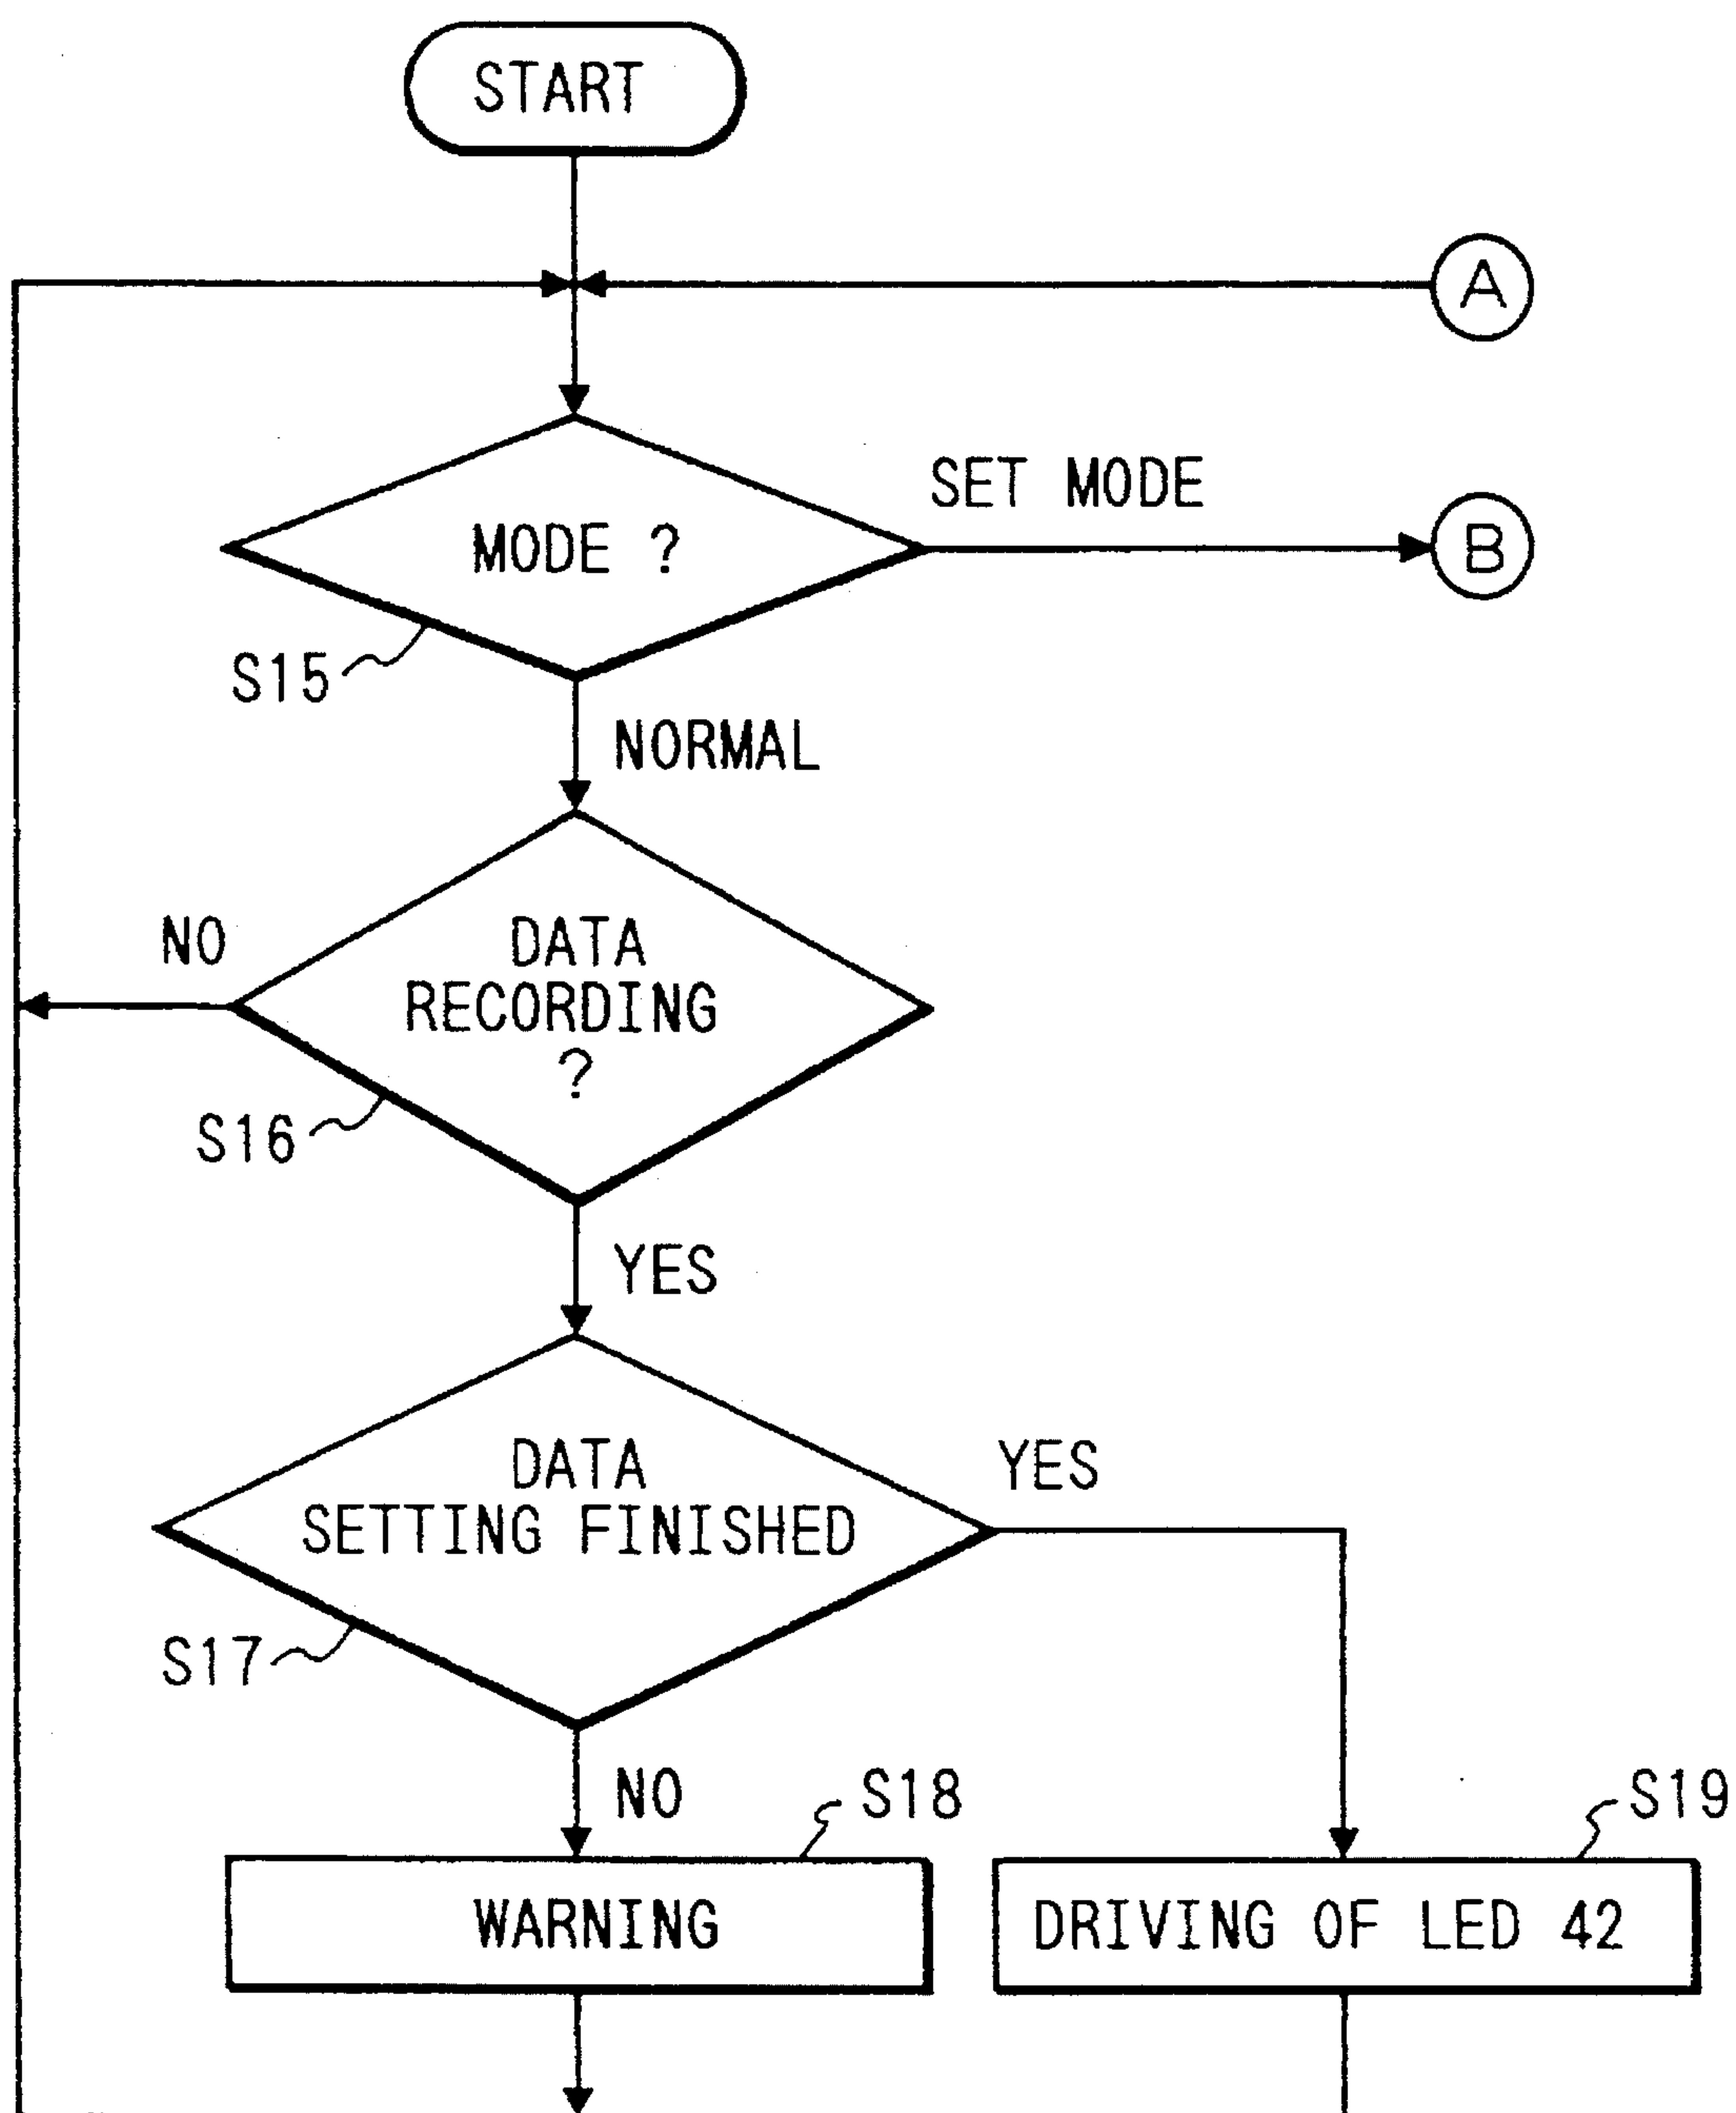 START
A
SET MODE
MODE ?
B
S15
NORMAL
NO
DATA
RECORDING
?
S16
YES
DATA
SETTING FINISHED
YES
S17
NO
S18
S19
WARNING
DRIVING OF LED 42